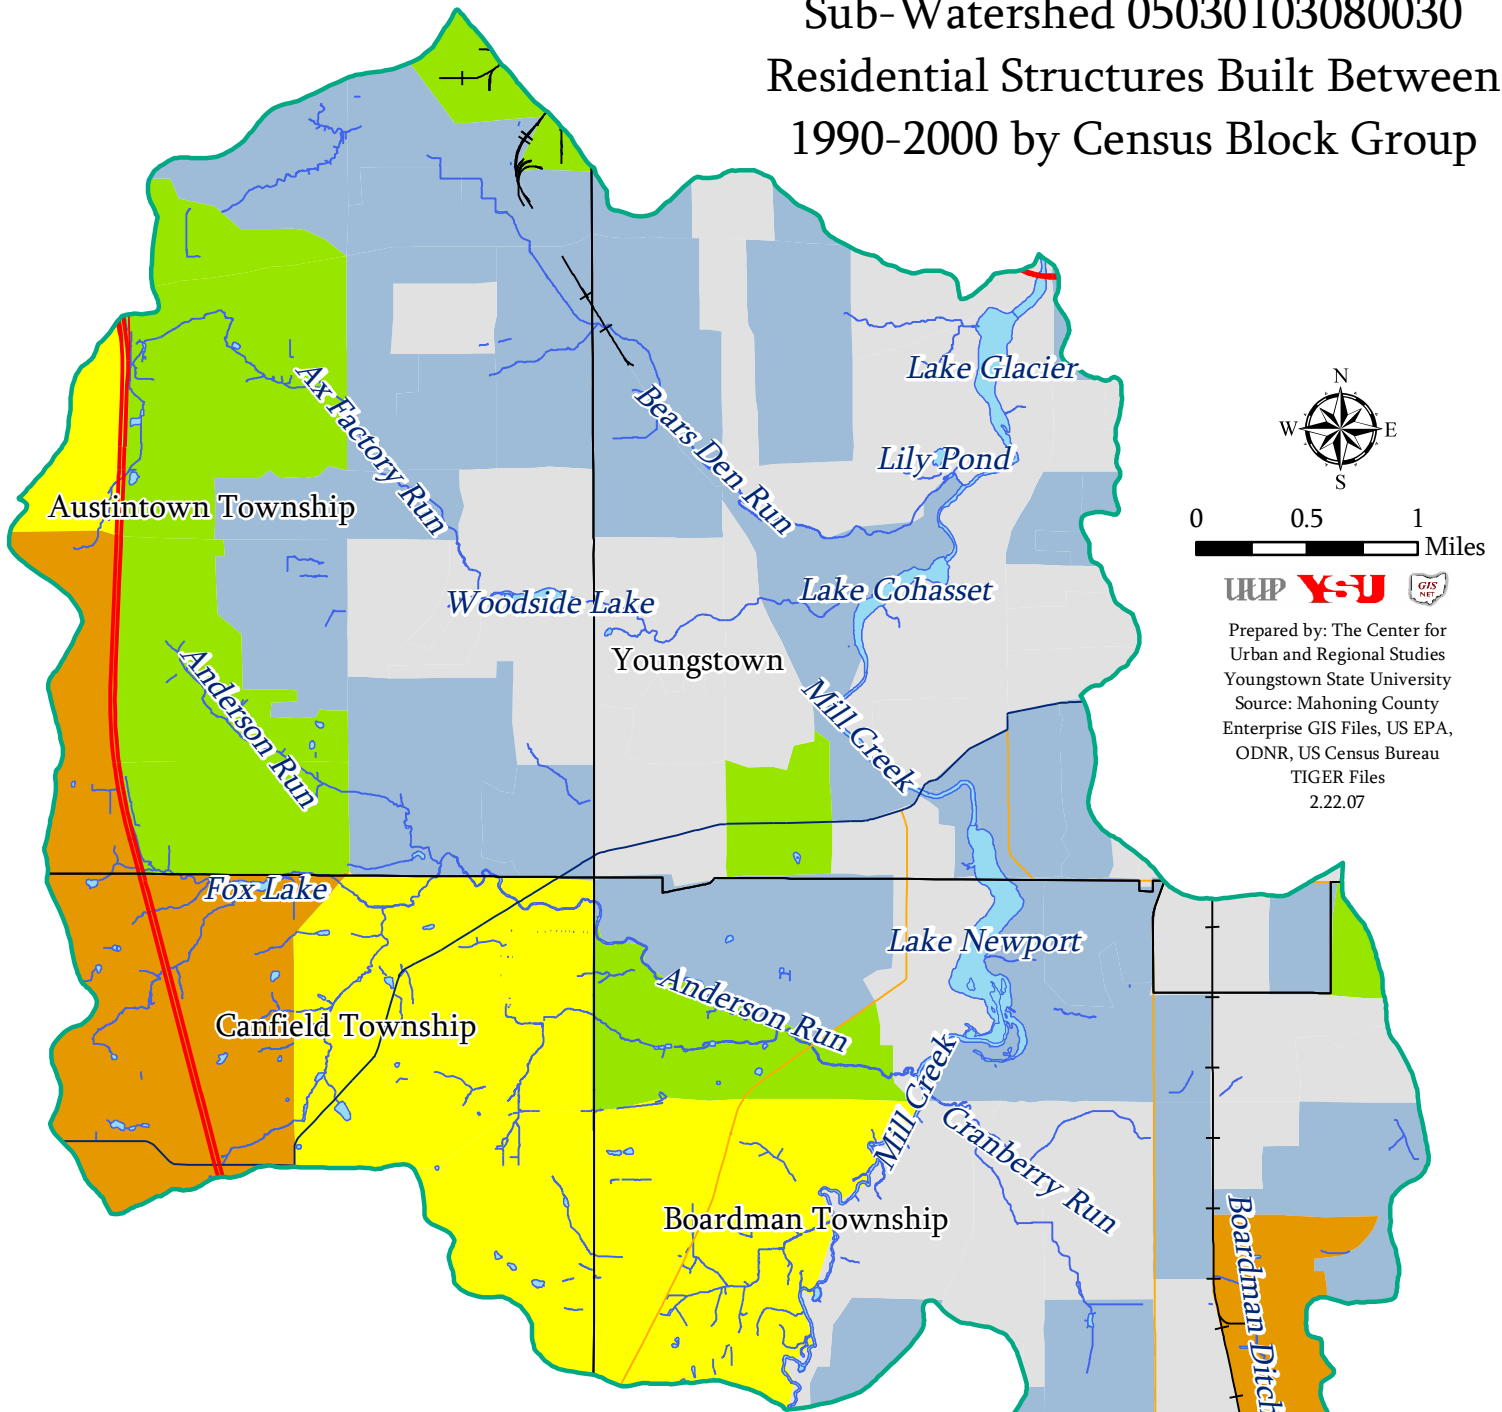 Sub-Watershed 05030103080030
Residential Structures Built Between
1990-2000 by Census Block Group
N
W E
S
0 0.5 1
Miles
UUP YSU GIS NET
Prepared by: The Center for
Urban and Regional Studies
Youngstown State University
Source: Mahoning County
Enterprise GIS Files, US EPA,
ODNR, US Census Bureau
TIGER Files
2.22.07
Lake Glacier
Ax Factory Run
Bears Den Run
Lily Pond
Austintown Township
Lake Cohasset
Woodside Lake
Youngstown
Anderson Run
Mill Creek
Fox Lake
Lake Newport
Anderson Run
Canfield Township
Mill Creek
Cranberry Run
Boardman Township
Boardman Ditch